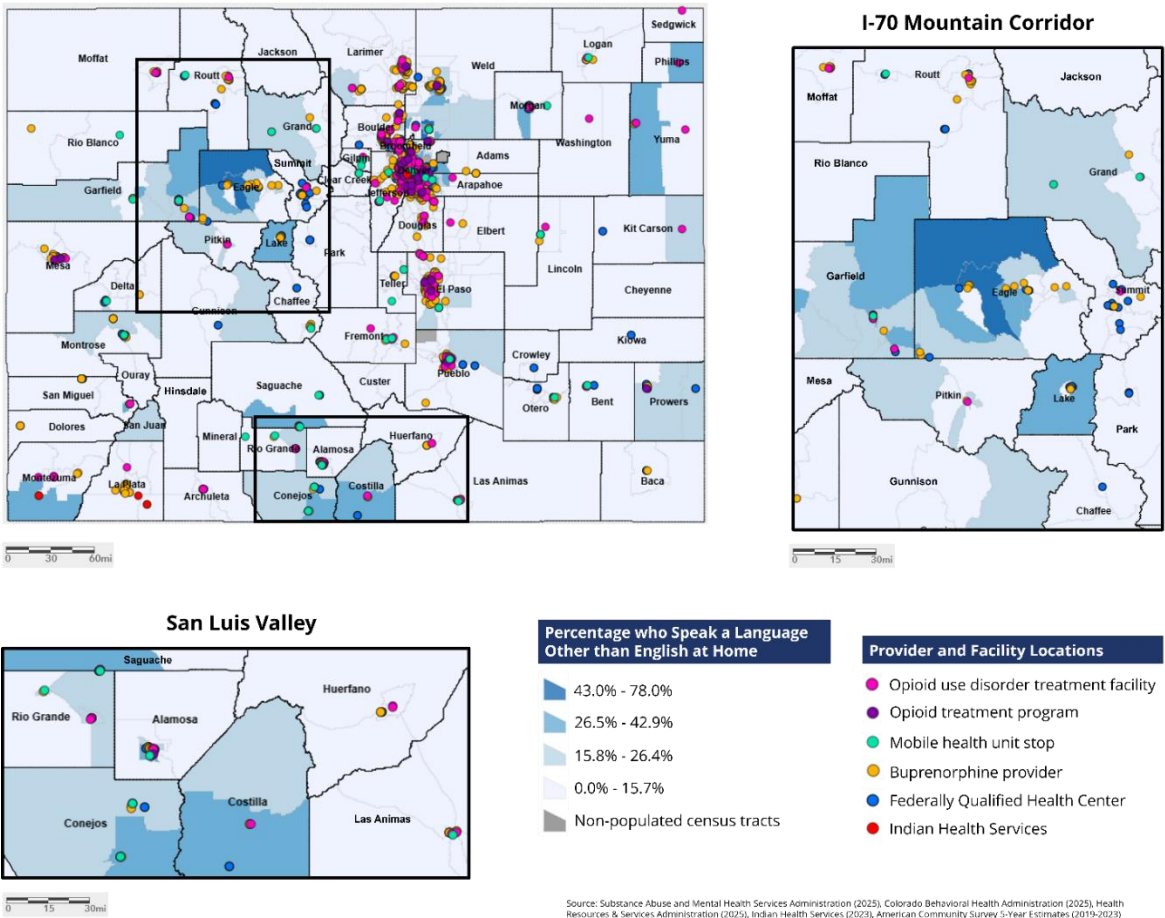 I-70 Mountain Corridor
Sedgwick
Moffat
Jackson
Larimer
Logan
Weld
Phillips
Routt
Morgan
Grand
Boulder
Broomfield
Washington
Yuma
Rio Blanco
Gilpin
Summit
Adams
Clear Creek
Denver
Garfield
Eagle
Jefferson
Arapahoe
Pitkin
Lake
Douglas
Elbert
Kit Carson
Park
Mesa
Lincoln
Delta
Teller
El Paso
Cheyenne
Chaffee
Gunnison
Fremont
Kiowa
Montrose
Crowley
Pueblo
Ouray
Hinsdale
Saguache
Custer
San Miguel
Otero
Bent
Prowers
Dolores
San Juan
Mineral
Rio Grande
Alamosa
Huerfano
Montezuma
La Plata
Archuleta
Conejos
Costilla
Las Animas
Baca
0 30 60mi
Routt
Jackson
Moffat
Rio Blanco
Grand
Garfield
Eagle
Summit
Mesa
Pitkin
Lake
Park
Gunnison
Chaffee
0 15 30mi
San Luis Valley
Saguache
Huerfano
Rio Grande
Alamosa
Costilla
Conejos
Las Animas
0 15 30mi
Percentage who Speak a Language
Other than English at Home
43.0% - 78.0%
26.5% - 42.9%
15.8% - 26.4%
0.0% - 15.7%
Non-populated census tracts
Provider and Facility Locations
Opioid use disorder treatment facility
Opioid treatment program
Mobile health unit stop
Buprenorphine provider
Federally Qualified Health Center
Indian Health Services
Source: Substance Abuse and Mental Health Services Administration (2025), Colorado Behavioral Health Administration (2025), Health
Resources & Services Administration (2025), Indian Health Services (2023), American Community Survey 5-Year Estimates (2019-2023)